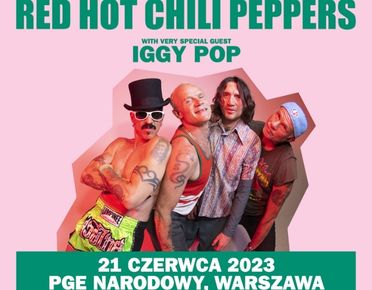 RED HOT CHILI PEPPERS
WITH VERY SPECIAL GUEST
IGGY POP
21 CZERWCA 2023
PGE NARODOWY, WARSZAWA